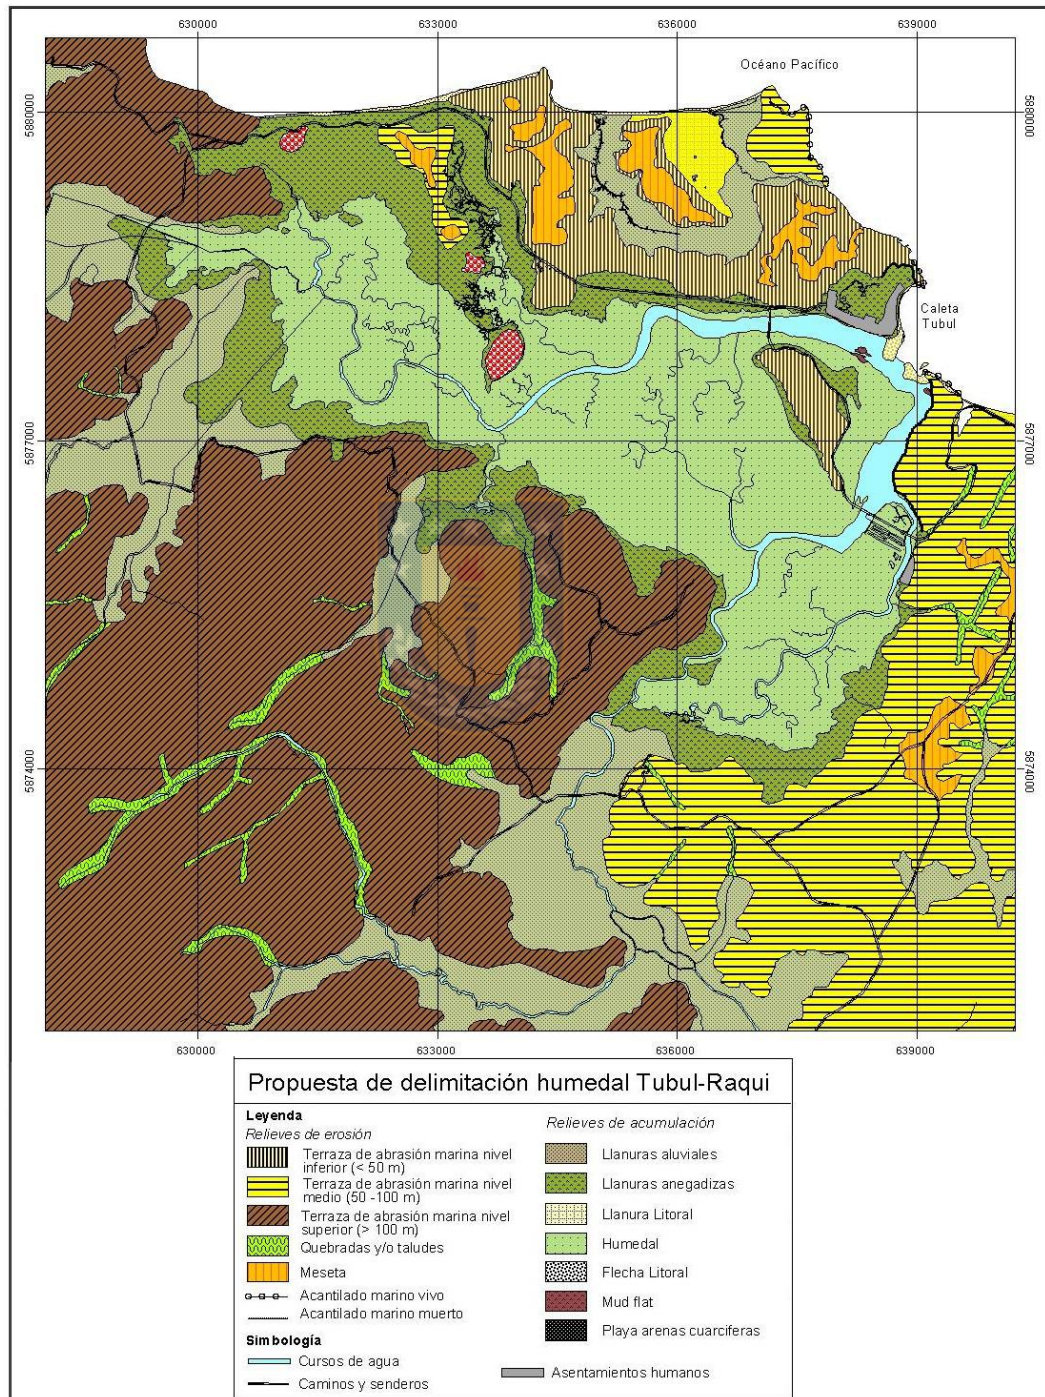 630000
633000
636000
639000
Océano Pacífico
5880000
5880000
Caleta
Tubul
5877000
5877000
5874000
5874000
630000
633000
636000
639000
Propuesta de delimitación humedal Tubul-Raqui
Leyenda
Relieves de erosión
Terraza de abrasión marina nivel
inferior (< 50 m)
Terraza de abrasión marina nivel
medio (50 -100 m)
Terraza de abrasión marina nivel
superior (> 100 m)
Quebradas y/o taludes
Meseta
Acantilado marino vivo
Acantilado marino muerto
Simbología
Cursos de agua
Caminos y senderos
Relieves de acumulación
Llanuras aluviales
Llanuras anegadizas
Llanura Litoral
Humedal
Flecha Litoral
Mud flat
Playa arenas cuarciferas
Asentamientos humanos